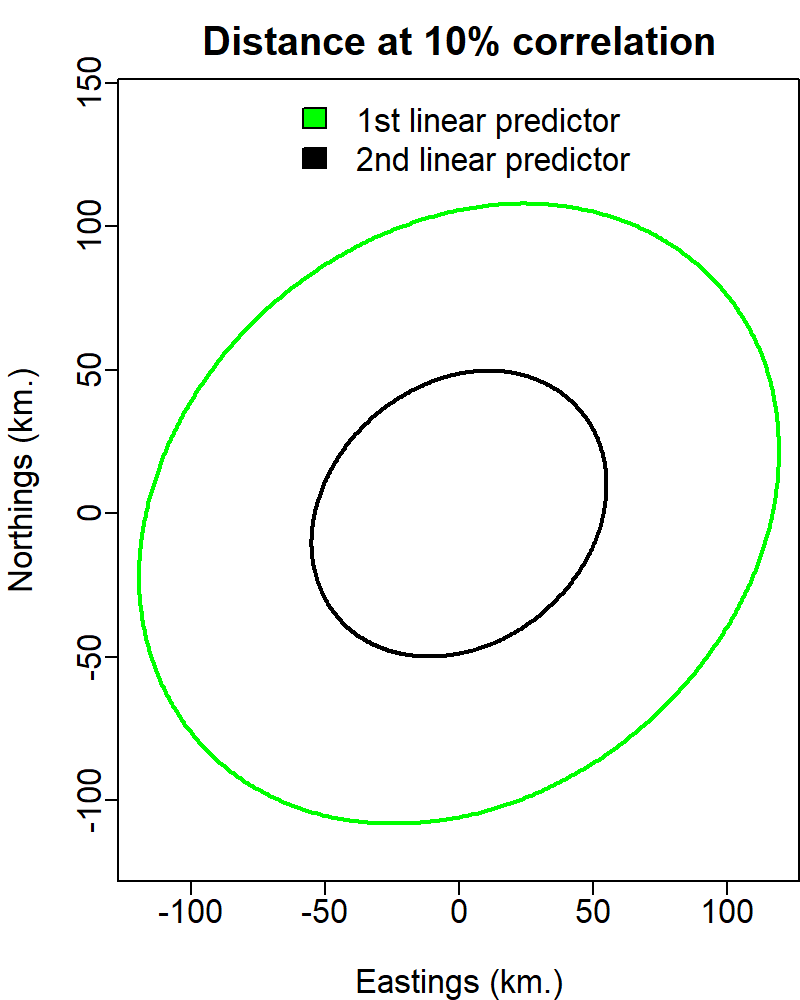 Distance at 10% correlation
1st linear predictor
2nd linear predictor
150
100
50
0
-50
-100
Northings (km.)
-100 -50 0 50 100
Eastings (km.)